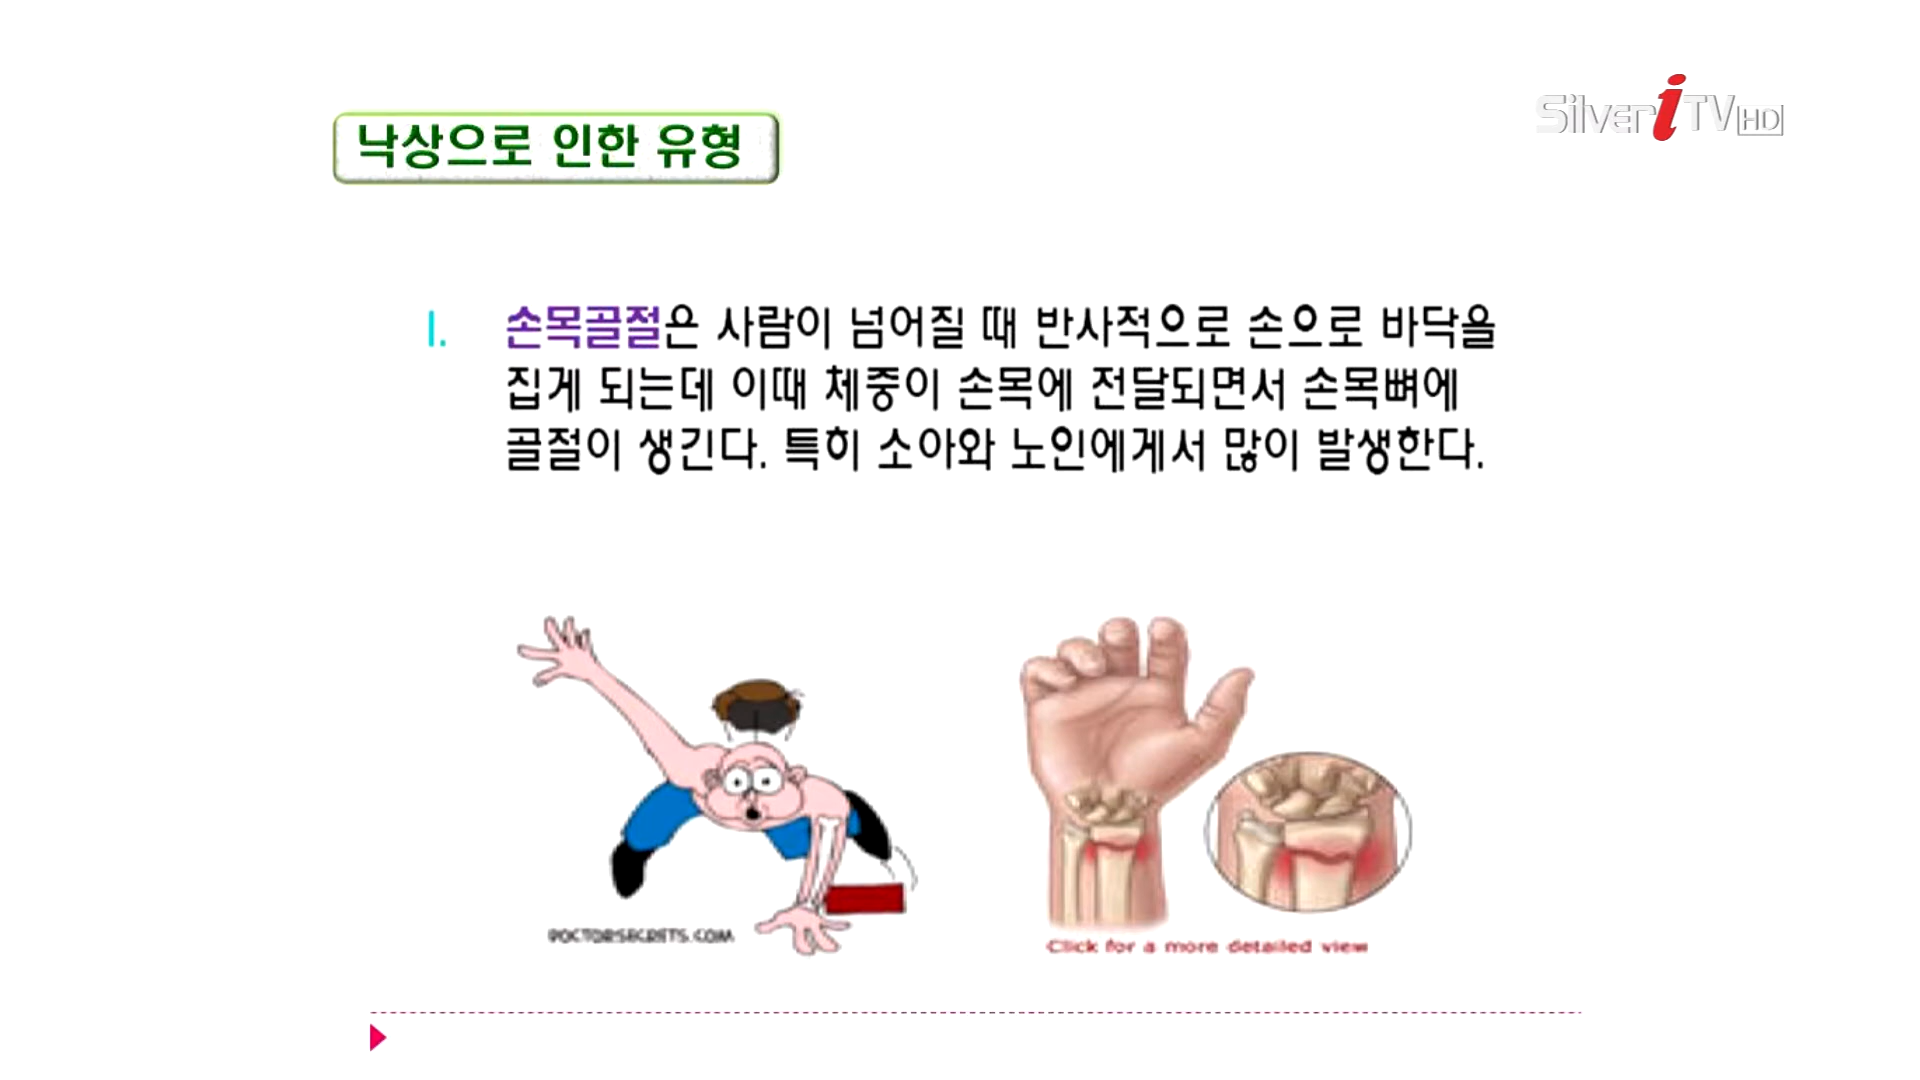 Silver i TV HD
낙상으로 인한 유형
1. 손목골절은 사람이 넘어질 때 반사적으로 손으로 바닥을
집게 되는데 이때 체중이 손목에 전달되면서 손목뼈에
골절이 생긴다. 특히 소아와 노인에게서 많이 발생한다.
DOCTORSECRETS.COM
Click for a more detailed view